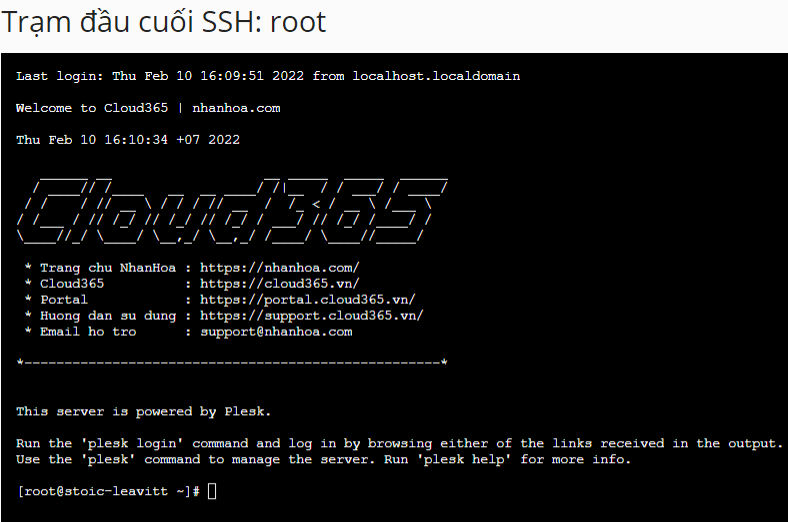 Trạm đầu cuối SSH: root
Last login: Thu Feb 10 16:09:51 2022 from localhost.localdomain
Welcome to Cloud365 | nhanhoa.com
Thu Feb 10 16:10:34 +07 2022
Cloud365
* Trang chu NhanHoa : https://nhanhoa.com/
* Cloud365 : https://cloud365.vn/
* Portal : https://portal.cloud365.vn/
* Huong dan su dung : https://support.cloud365.vn/
* Email ho tro : support@nhanhoa.com
*----------------------------------------------------*
This server is powered by Plesk.
Run the 'plesk login' command and log in by browsing either of the links received in the output.
Use the 'plesk' command to manage the server. Run 'plesk help' for more info.
[root@stoic-leavitt ~]#